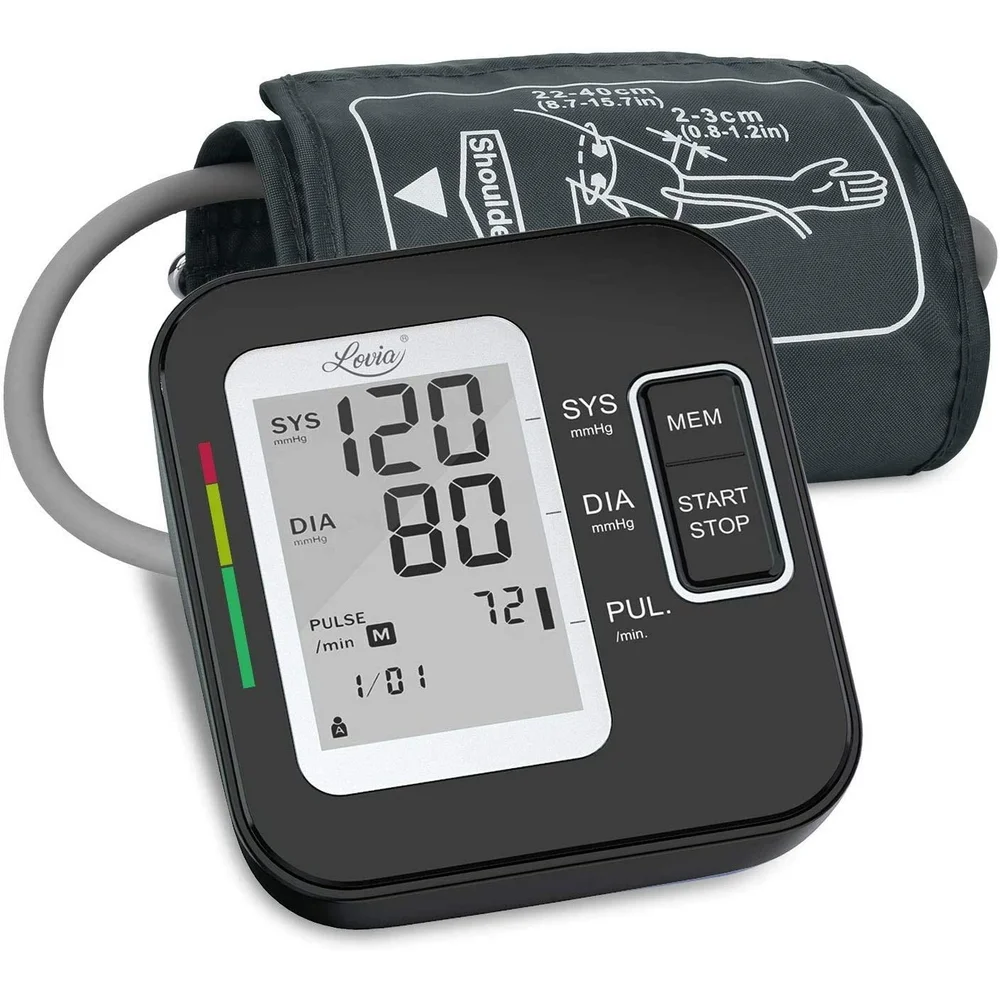 22-40cm
(8.7-15.7in)
2-3cm
(0.8-1.2in)
Lovia®
SYS 120
mmHg
DIA 80
mmHg
PULSE 72
/min M
1/01
A
SYS
mmHg
DIA
mmHg
PUL.
/min.
MEM
START
STOP